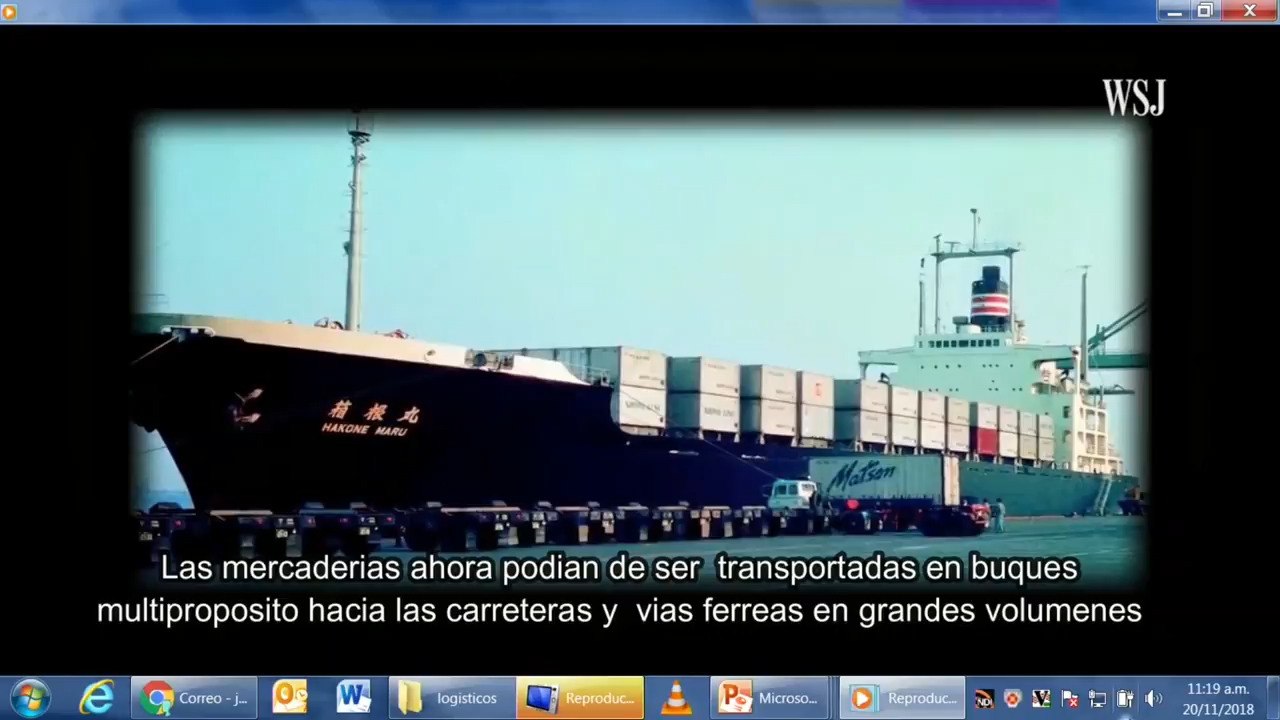 WSJ
箱根丸
HAKONE MARU
Matson
Las mercaderias ahora podian de ser transportadas en buques
multiproposito hacia las carreteras y vias ferreas en grandes volumenes
Correo - j...
logisticos
Reproduc...
Microso...
Reproduc...
11:19 a.m.
20/11/2018